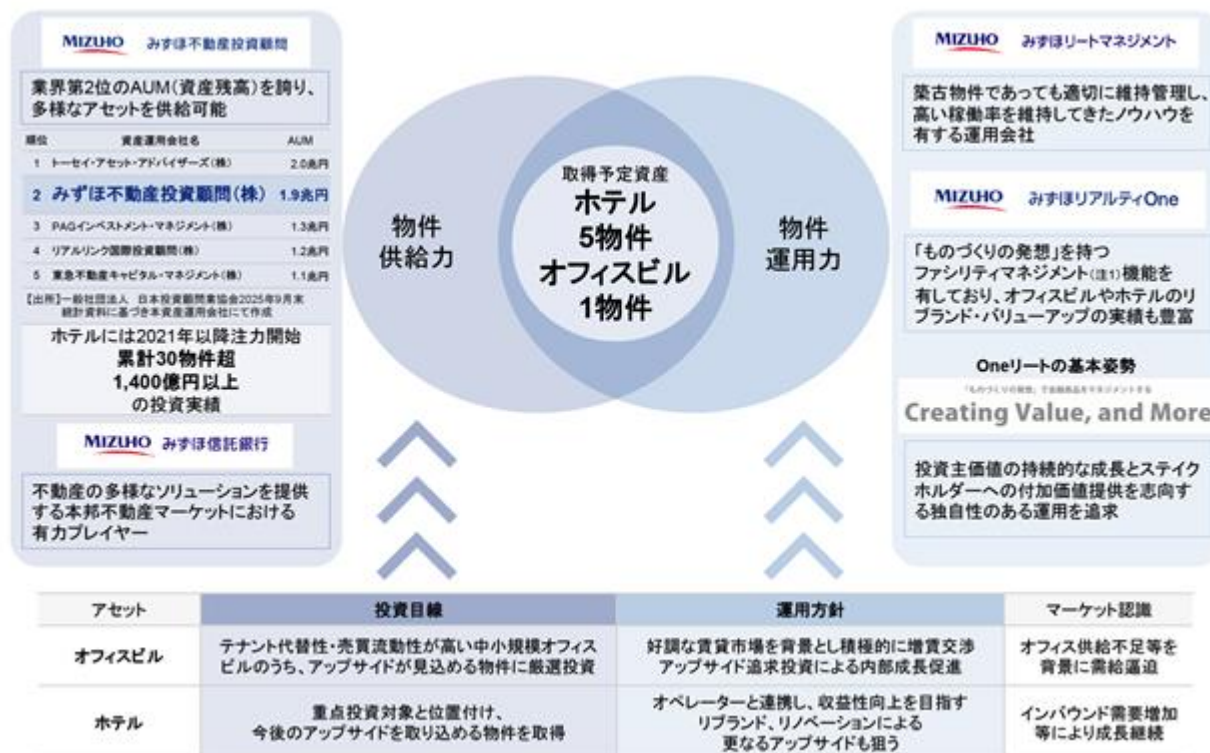 MIZUHO みずほ不動産投資顧問
業界第2位のAUM(資産残高)を誇り、
多様なアセットを供給可能
順位 資産運用会社名 AUM
1 トーセイ・アセット・アドバイザーズ(株) 2.0兆円
2 みずほ不動産投資顧問(株) 1.9兆円
3 PAGインベストメント・マネジメント(株) 1.3兆円
4 リアルリンク国際投資顧問(株) 1.2兆円
5 東急不動産キャピタル・マネジメント(株) 1.1兆円
【出所】一般社団法人 日本投資顧問業協会2025年9月末
統計資料に基づき本資産運用会社にて作成
ホテルには2021年以降注力開始
累計30物件超
1,400億円以上
の投資実績
MIZUHO みずほ信託銀行
不動産の多様なソリューションを提供
する本邦不動産マーケットにおける
有力プレイヤー
物件
供給力
取得予定資産
ホテル
5物件
オフィスビル
1物件
物件
運用力
MIZUHO みずほリートマネジメント
築古物件であっても適切に維持管理し、
高い稼働率を維持してきたノウハウを
有する運用会社
MIZUHO みずほリアルティOne
「ものづくりの発想」を持つ
ファシリティマネジメント(注1)機能を
有しており、オフィスビルやホテルのリ
ブランド・バリューアップの実績も豊富
Oneリートの基本姿勢
「ものづくりの発想」で金融商品をマネジメントする
Creating Value, and More
投資主価値の持続的な成長とステイク
ホルダーへの付加価値提供を志向す
る独自性のある運用を追求
アセット 投資目線 運用方針 マーケット認識
オフィスビル
テナント代替性・売買流動性が高い中小規模オフィス
ビルのうち、アップサイドが見込める物件に厳選投資
好調な賃貸市場を背景とし積極的に増賃交渉
アップサイド追求投資による内部成長促進
オフィス供給不足等を
背景に需給逼迫
ホテル
重点投資対象と位置付け、
今後のアップサイドを取り込める物件を取得
オペレーターと連携し、収益性向上を目指す
リブランド、リノベーションによる
更なるアップサイドも狙う
インバウンド需要増加
等により成長継続